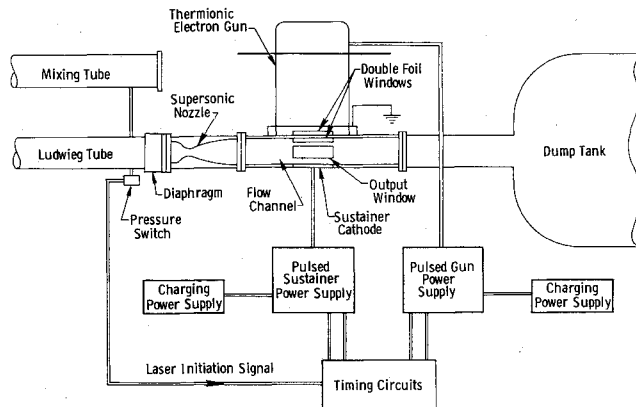 Thermionic
Electron Gun
Mixing Tube
Double Foil
Windows
Supersonic
Nozzle
Ludwieg Tube
Dump Tank
Diaphragm
Flow
Channel
Output
Window
Pressure
Switch
Sustainer
Cathode
Charging
Power Supply
Pulsed
Sustainer
Power Supply
Pulsed Gun
Power
Supply
Charging
Power Supply
Laser Initiation Signal
Timing Circuits